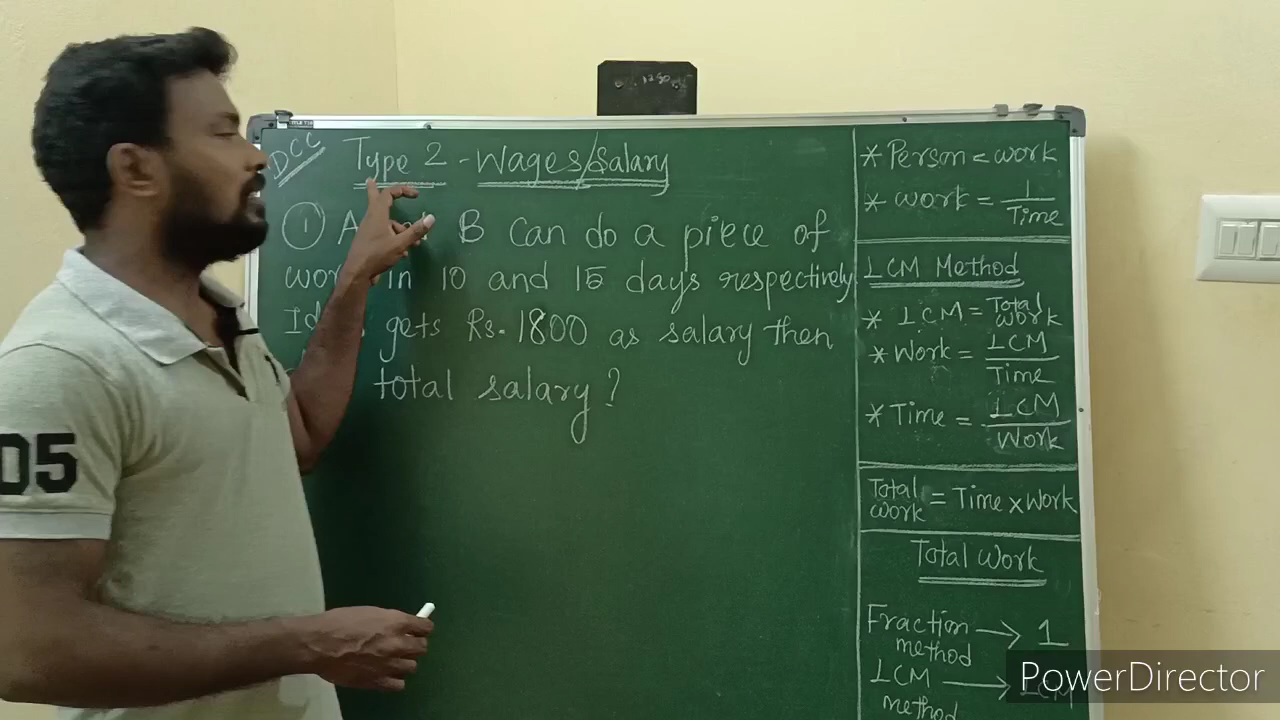 DCC
Type 2 - Wages/Salary
① A B can do a piece of
in 10 and 15 days respectively
gets Rs. 1800 as salary then
total salary?
* Person < work
* work = 1/Time
LCM Method
* LCM = Total work
* Work = LCM/Time
* Time = LCM/Work
Total work = Time x Work
Total Work
Fraction method → 1
LCM method →
05
PowerDirector